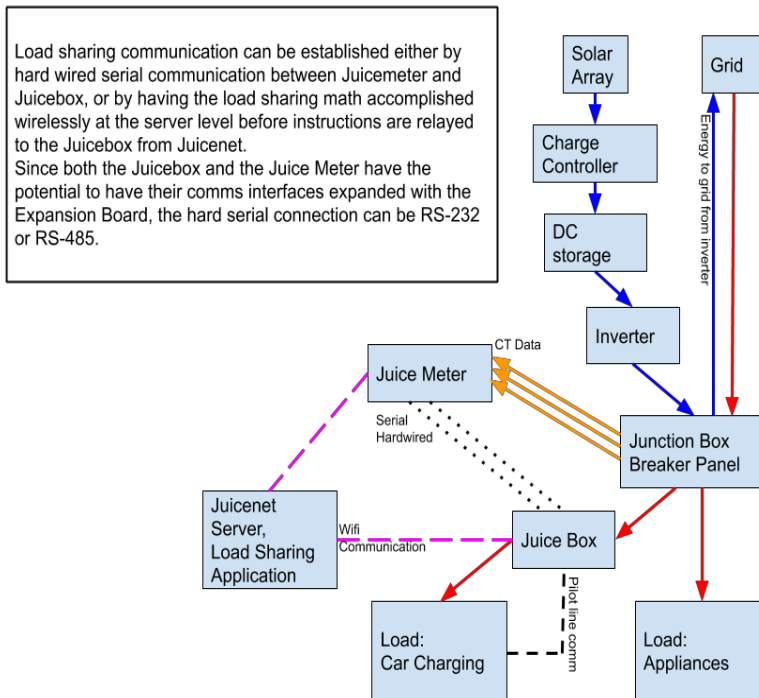 Load sharing communication can be established either by
hard wired serial communication between Juicemeter and
Juicebox, or by having the load sharing math accomplished
wirelessly at the server level before instructions are relayed
to the Juicebox from Juicenet.
Since both the Juicebox and the Juice Meter have the
potential to have their comms interfaces expanded with the
Expansion Board, the hard serial connection can be RS-232
or RS-485.
Solar
Array
Grid
Charge
Controller
Energy to grid from inverter
DC
storage
Inverter
CT Data
Juice Meter
Serial
Hardwired
Junction Box
Breaker Panel
Juicenet
Server,
Load Sharing
Application
Wifi
Communication
Juice Box
Pilot line comm
Load:
Car Charging
Load:
Appliances